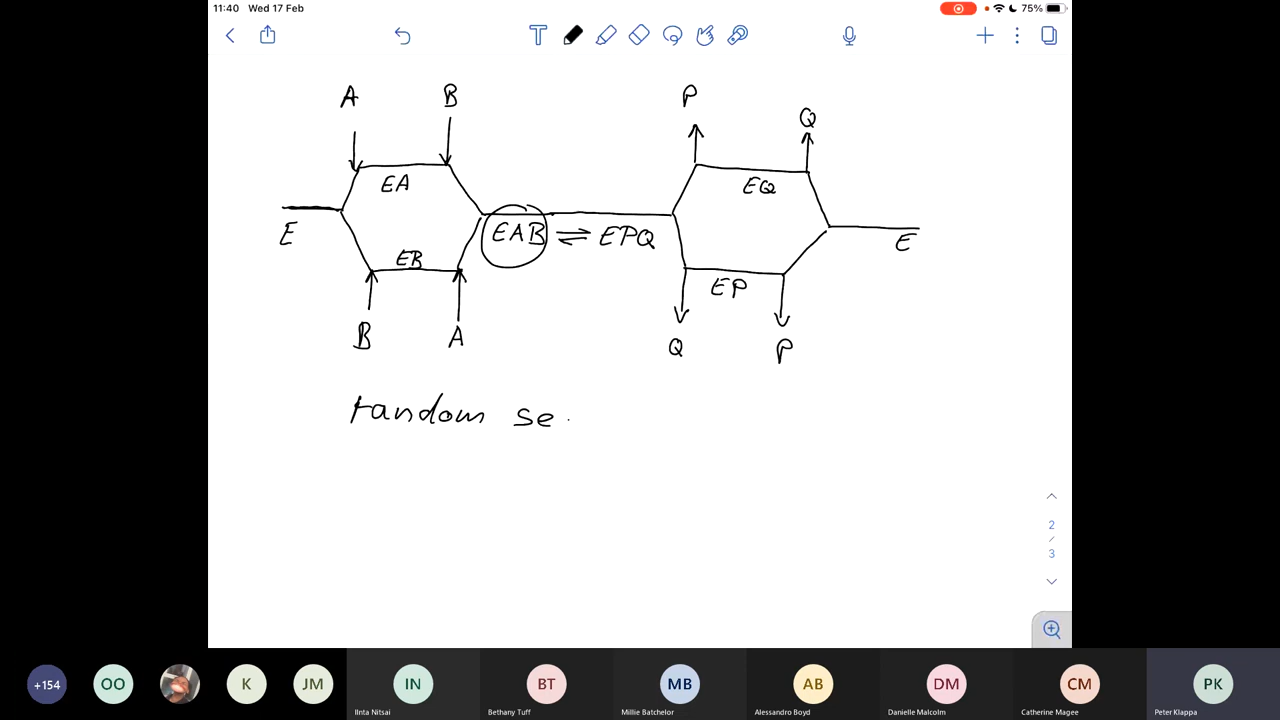 11:40 Wed 17 Feb
75%
A B P Q
EA EQ
E EAB ⇌ EPQ E
EB EP
B A Q P
random se
2
/
3
+154 OO K JM IN BT MB AB DM CM PK
Ilnta Nitsai Bethany Tuff Millie Batchelor Alessandro Boyd Danielle Malcolm Catherine Magee Peter Klappa